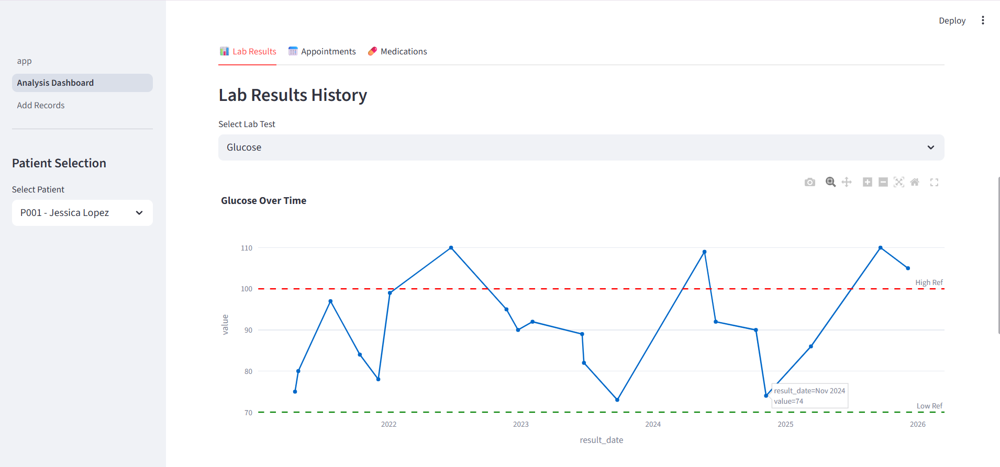 Deploy
app
Analysis Dashboard
Add Records
Patient Selection
Select Patient
P001 - Jessica Lopez
Lab Results
Appointments
Medications
Lab Results History
Select Lab Test
Glucose
Glucose Over Time
110
100
90
80
70
value
High Ref
Low Ref
result_date=Nov 2024
value=74
2022
2023
2024
2025
2026
result_date